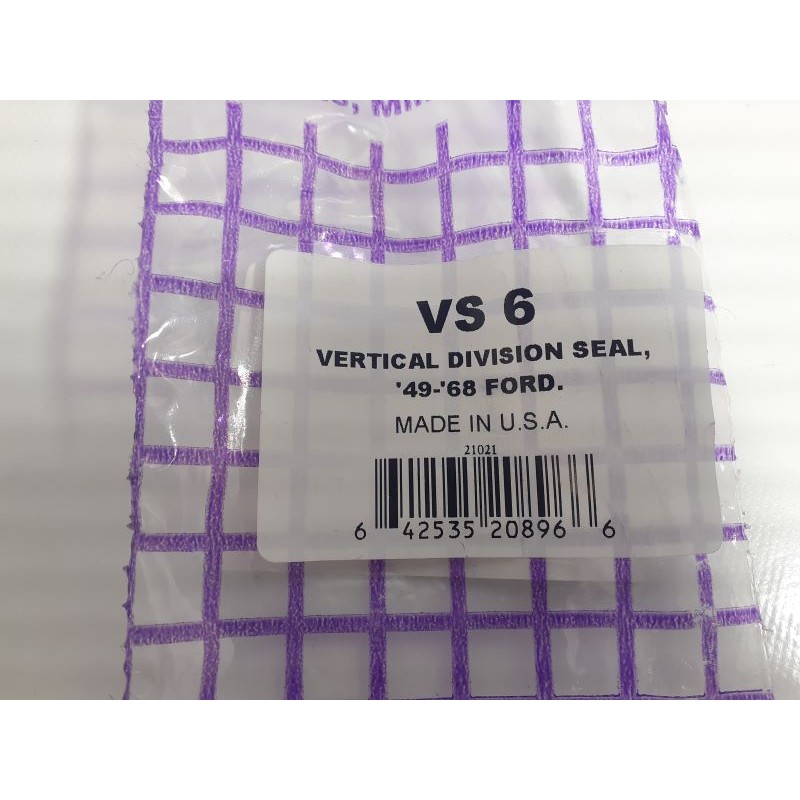 VS 6
VERTICAL DIVISION SEAL,
'49-'68 FORD.
MADE IN U.S.A.
21021
6 42535 20896 6